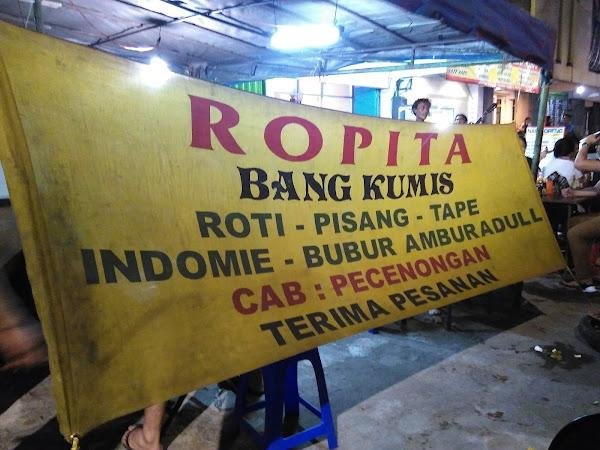 ROPITA
BANG KUMIS
ROTI - PISANG - TAPE
INDOMIE - BUBUR AMBURADULL
CAB : PECENONGAN
TERIMA PESANAN